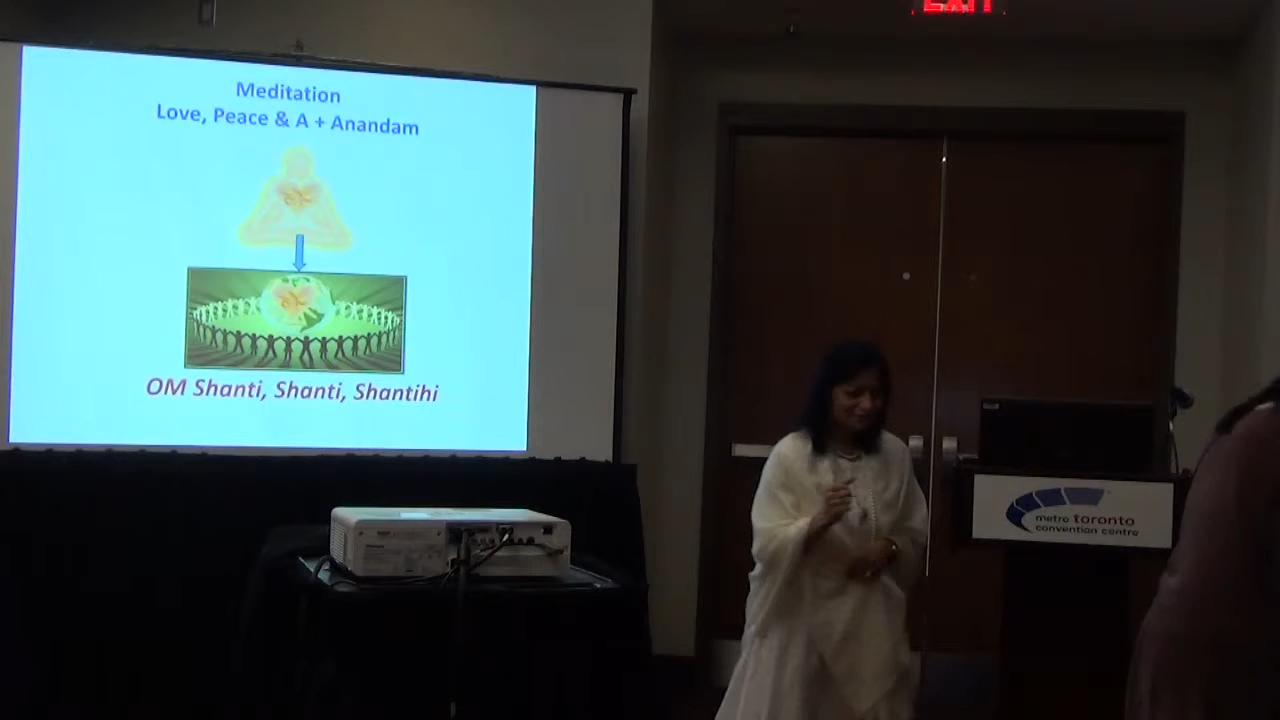 EXIT
Meditation
Love, Peace & A + Anandam
OM Shanti, Shanti, Shantihi
metro toronto
convention centre